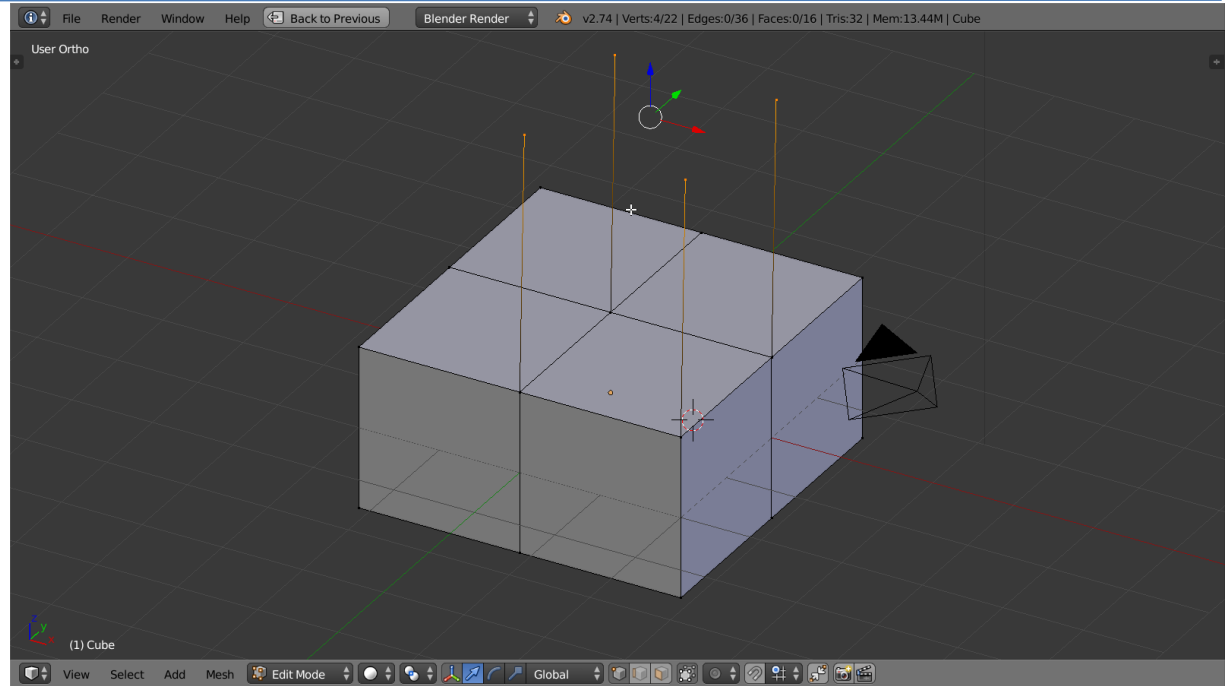 File Render Window Help Back to Previous Blender Render v2.74 | Verts:4/22 | Edges:0/36 | Faces:0/16 | Tris:32 | Mem:13.44M | Cube
User Ortho
z
y
x
(1) Cube
View Select Add Mesh Edit Mode Global